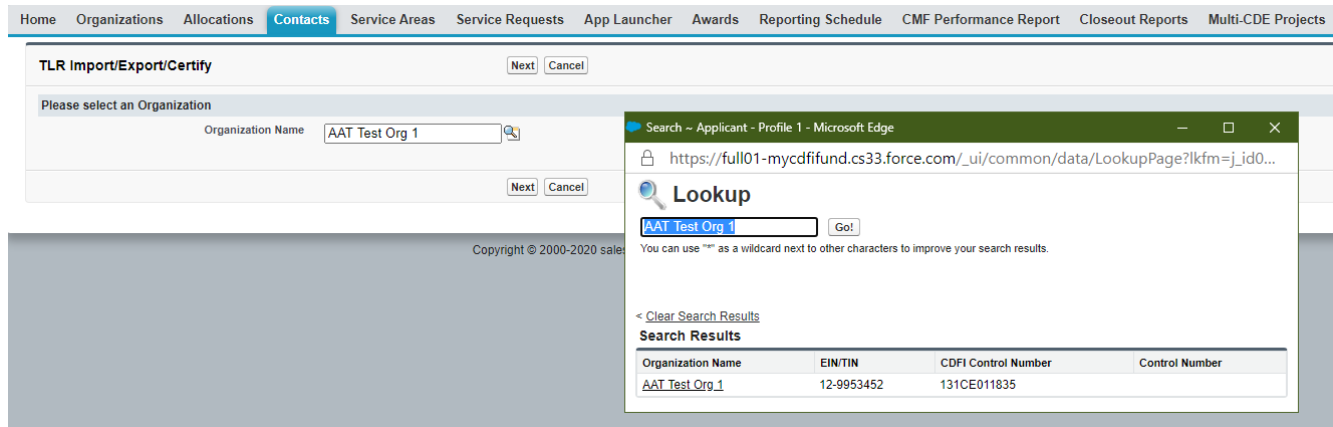 Home Organizations Allocations Contacts Service Areas Service Requests App Launcher Awards Reporting Schedule CMF Performance Report Closeout Reports Multi-CDE Projects
TLR Import/Export/Certify Next Cancel
Please select an Organization
Organization Name AAT Test Org 1
Next Cancel
Copyright © 2000-2020 sale
Search ~ Applicant - Profile 1 - Microsoft Edge
https://full01-mycdfifund.cs33.force.com/_ui/common/data/LookupPage?lkfm=j_id0...
Lookup
AAT Test Org 1 Go!
You can use "*" as a wildcard next to other characters to improve your search results.
< Clear Search Results
Search Results
Organization Name EIN/TIN CDFI Control Number Control Number
AAT Test Org 1 12-9953452 131CE011835